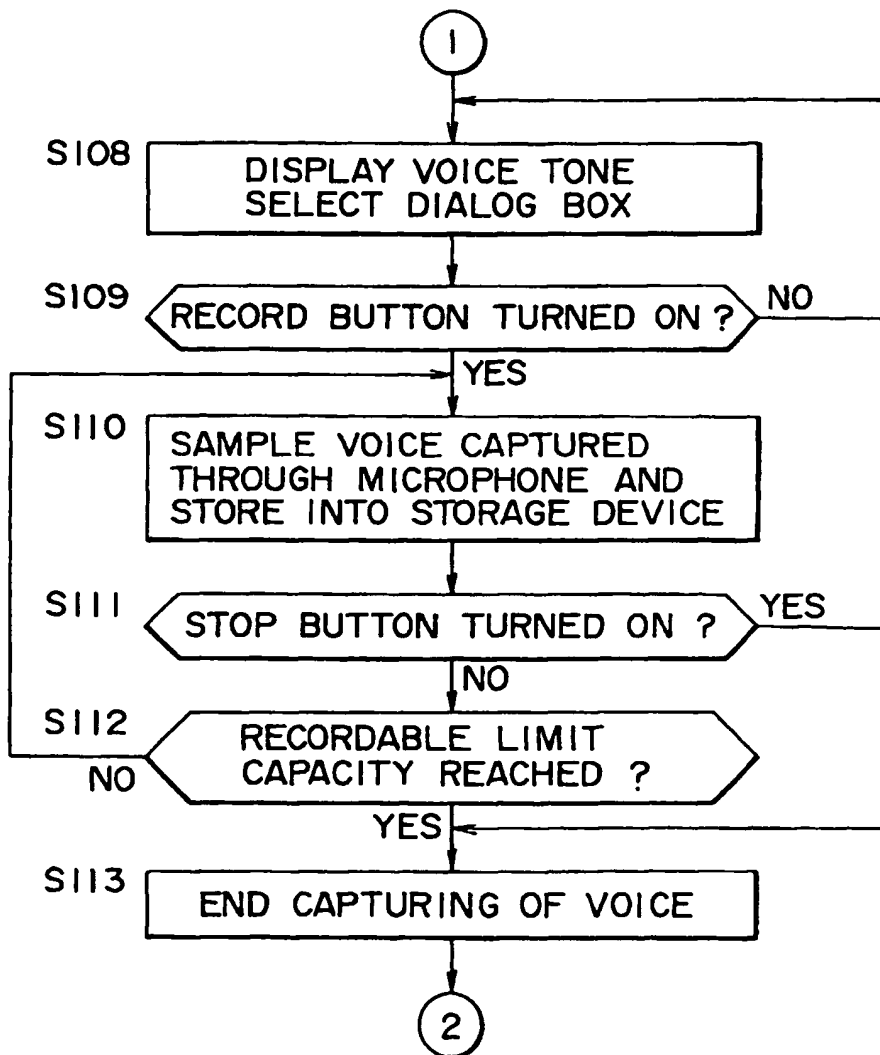 1
S108
DISPLAY VOICE TONE
SELECT DIALOG BOX
S109
RECORD BUTTON TURNED ON ?
NO
YES
S110
SAMPLE VOICE CAPTURED
THROUGH MICROPHONE AND
STORE INTO STORAGE DEVICE
S111
STOP BUTTON TURNED ON ?
YES
NO
S112
RECORDABLE LIMIT
CAPACITY REACHED ?
NO
YES
S113
END CAPTURING OF VOICE
2